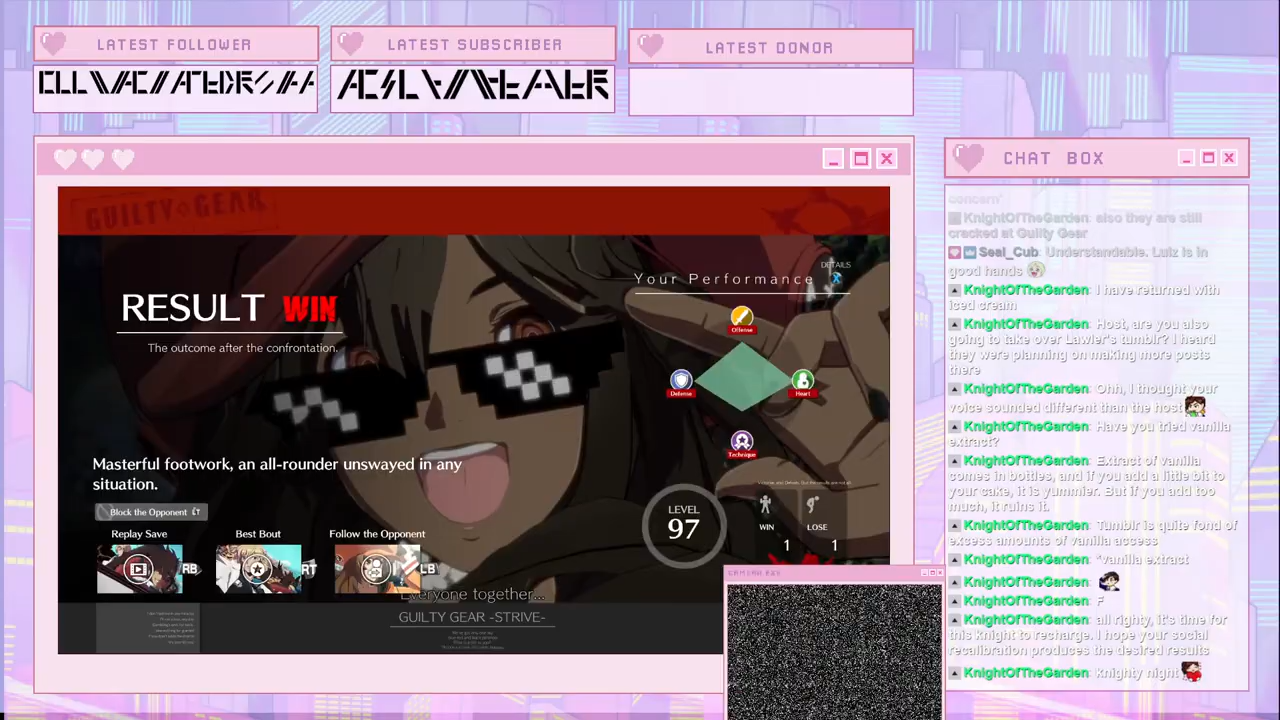 LATEST FOLLOWER
LATEST SUBSCRIBER
LATEST DONOR
CHAT BOX
GUILTY GEAR
RESULT WIN
The outcome after the confrontation.
Your Performance
DETAILS
X
Offense
Defense
Heart
Technique
Masterful footwork, an all-rounder unswayed in any
situation.
Block the Opponent
Replay Save
Best Bout
Follow the Opponent
RB
RT
LB
LEVEL
97
WIN
LOSE
1
1
Everyone together...
GUILTY GEAR -STRIVE-
concern"
KnightOfTheGarden: also they are still
cracked at Guilty Gear
Seal_Cub: Understandable. Luiz is in
good hands
KnightOfTheGarden: I have returned with
iced cream
KnightOfTheGarden: Host, are you also
going to take over Lawler's tumblr? I heard
they were planning on making more posts
there
KnightOfTheGarden: Ohh, I thought your
voice sounded different than the host
KnightOfTheGarden: Have you tried vanilla
extract?
KnightOfTheGarden: Extract of vanilla
comes in bottles, and if you add a little to
your cake, it is yummier. But if you add too
much, it ruins it.
KnightOfTheGarden: Tumblr is quite fond of
excess amounts of vanilla access
KnightOfTheGarden: *vanilla extract
KnightOfTheGarden:
KnightOfTheGarden: F
KnightOfTheGarden: all righty, it's time for
this knight to recharge. I hope your vocal
recalibration produces the desired results
KnightOfTheGarden: knighty night